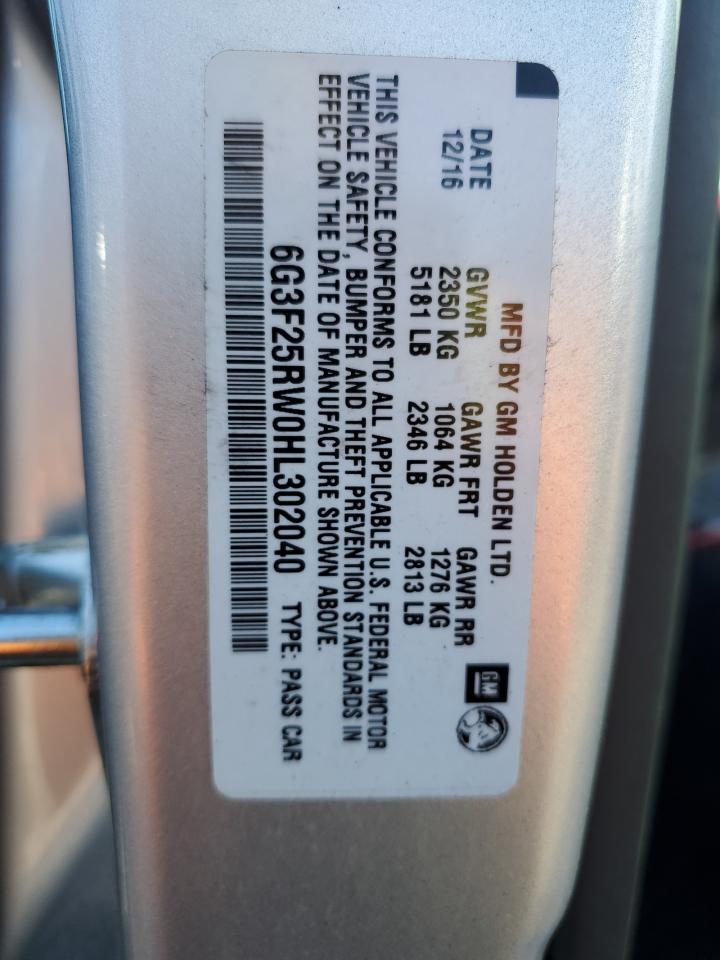 MFD BY GM HOLDEN LTD.
GM
DATE GVWR GAWR FRT GAWR RR
12/16 2350 KG 1064 KG 1276 KG
5181 LB 2346 LB 2813 LB
THIS VEHICLE CONFORMS TO ALL APPLICABLE U.S. FEDERAL MOTOR
VEHICLE SAFETY, BUMPER AND THEFT PREVENTION STANDARDS IN
EFFECT ON THE DATE OF MANUFACTURE SHOWN ABOVE.
6G3F25RW0HL302040 TYPE: PASS CAR